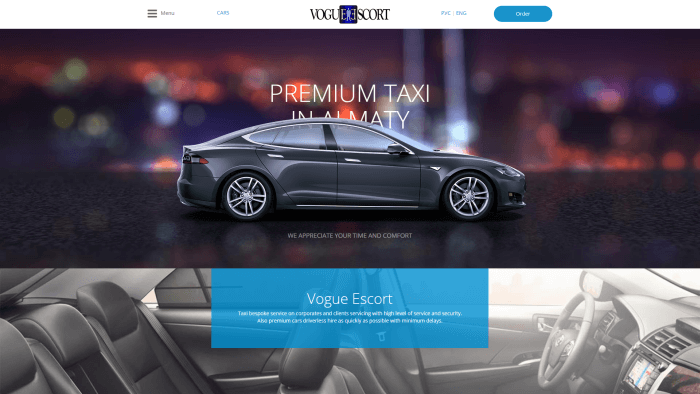 Menu
CARS
VOGUE ESCORT
РУС | ENG
Order
PREMIUM TAXI
IN ALMATY
WE APPRECIATE YOUR TIME AND COMFORT
Vogue Escort
Taxi bespoke service on corporates and clients servicing with high level of service and security.
Also premium cars driverless hire as quickly as possible with minimum delays.